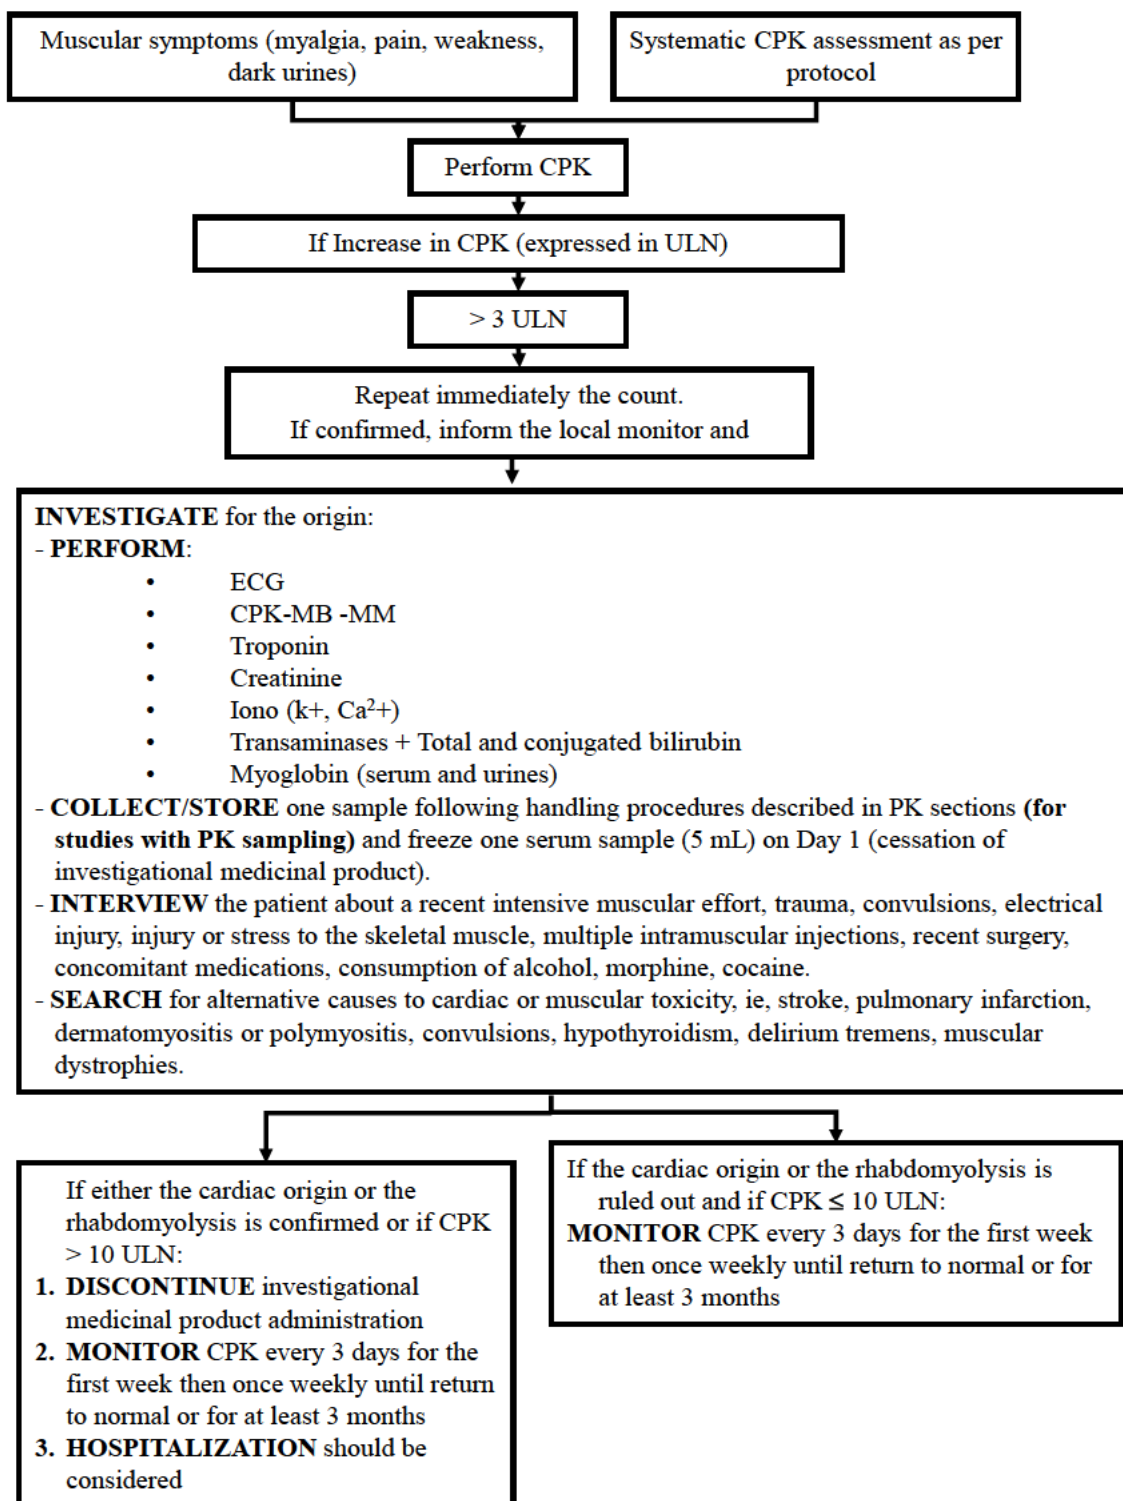 Muscular symptoms (myalgia, pain, weakness,
dark urines)
Systematic CPK assessment as per
protocol
Perform CPK
If Increase in CPK (expressed in ULN)
> 3 ULN
Repeat immediately the count.
If confirmed, inform the local monitor and
INVESTIGATE for the origin:
- PERFORM:
• ECG
• CPK-MB -MM
• Troponin
• Creatinine
• Iono (k+, Ca²+)
• Transaminases + Total and conjugated bilirubin
• Myoglobin (serum and urines)
- COLLECT/STORE one sample following handling procedures described in PK sections (for
studies with PK sampling) and freeze one serum sample (5 mL) on Day 1 (cessation of
investigational medicinal product).
- INTERVIEW the patient about a recent intensive muscular effort, trauma, convulsions, electrical
injury, injury or stress to the skeletal muscle, multiple intramuscular injections, recent surgery,
concomitant medications, consumption of alcohol, morphine, cocaine.
- SEARCH for alternative causes to cardiac or muscular toxicity, ie, stroke, pulmonary infarction,
dermatomyositis or polymyositis, convulsions, hypothyroidism, delirium tremens, muscular
dystrophies.
If either the cardiac origin or the
rhabdomyolysis is confirmed or if CPK
> 10 ULN:
1. DISCONTINUE investigational
medicinal product administration
2. MONITOR CPK every 3 days for the
first week then once weekly until return
to normal or for at least 3 months
3. HOSPITALIZATION should be
considered
If the cardiac origin or the rhabdomyolysis is
ruled out and if CPK ≤ 10 ULN:
MONITOR CPK every 3 days for the first week
then once weekly until return to normal or for
at least 3 months